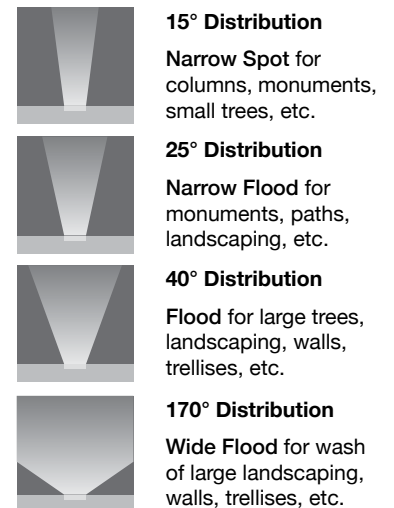 15° Distribution
Narrow Spot for
columns, monuments,
small trees, etc.
25° Distribution
Narrow Flood for
monuments, paths,
landscaping, etc.
40° Distribution
Flood for large trees,
landscaping, walls,
trellises, etc.
170° Distribution
Wide Flood for wash
of large landscaping,
walls, trellises, etc.